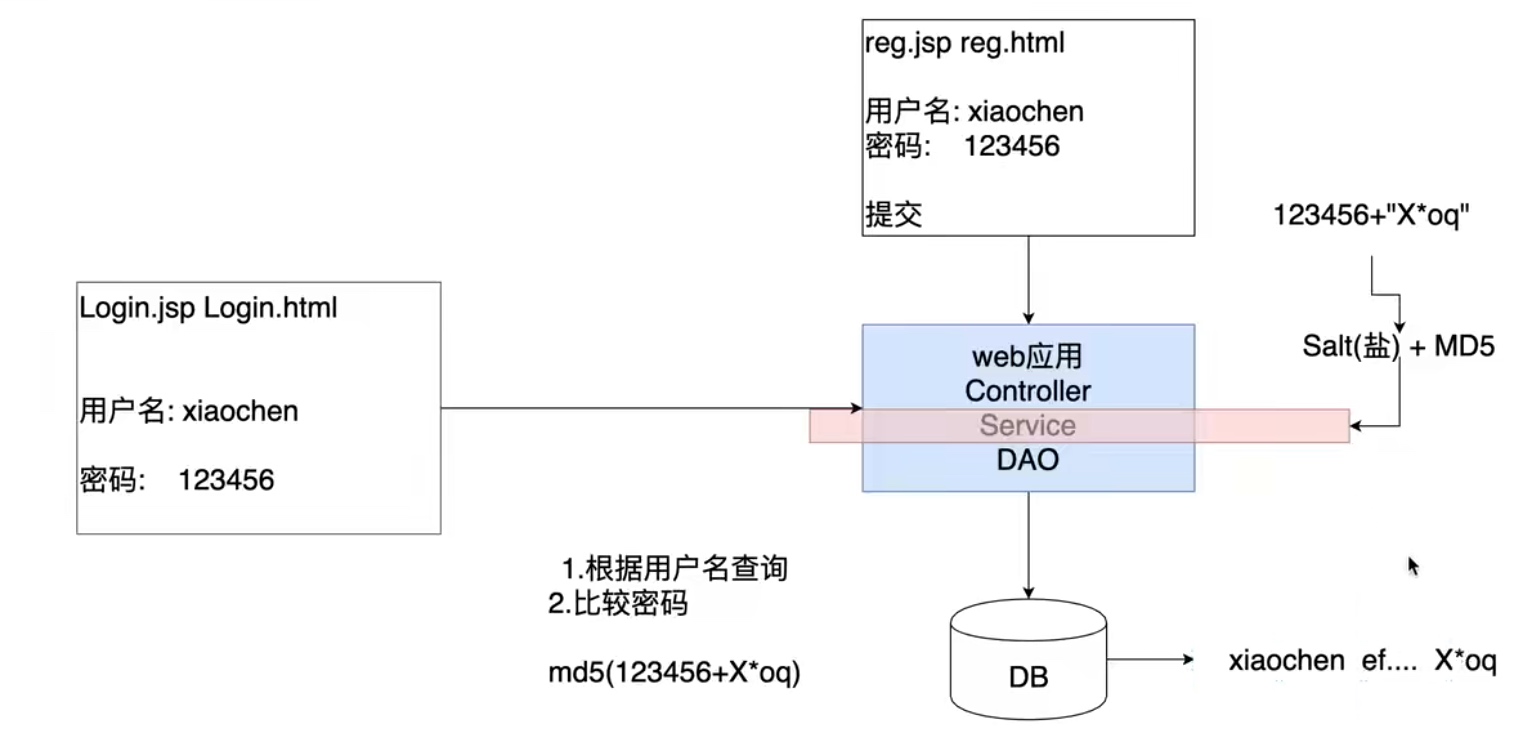 reg.jsp reg.html
用户名: xiaochen
密码: 123456
提交
123456+"X*oq"
Salt(盐) + MD5
Login.jsp Login.html
用户名: xiaochen
密码: 123456
web应用
Controller
Service
DAO
1.根据用户名查询
2.比较密码
md5(123456+X*oq)
DB
xiaochen ef.... X*oq